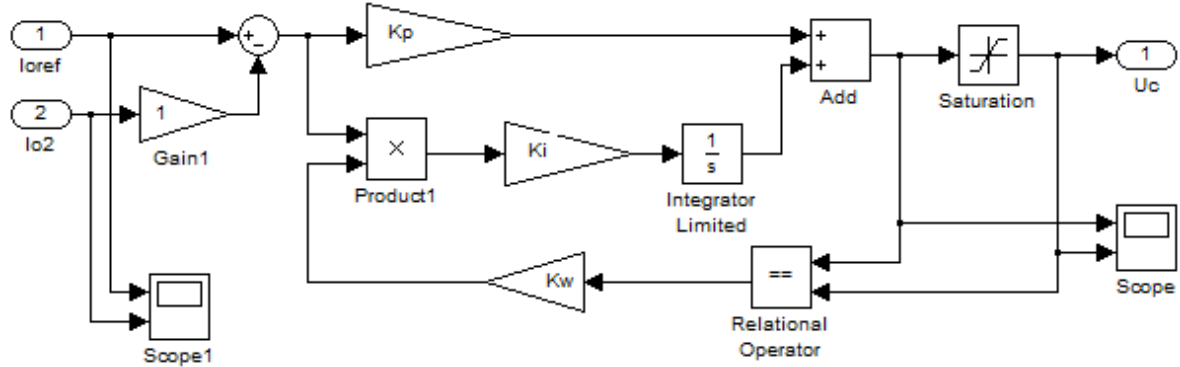 1
Ioref
2
Io2
1
Gain1
+
−
Kp
×
Product1
Ki
1
s
Integrator
Limited
+
+
Add
Saturation
1
Uc
Kw
==
Relational
Operator
Scope
Scope1